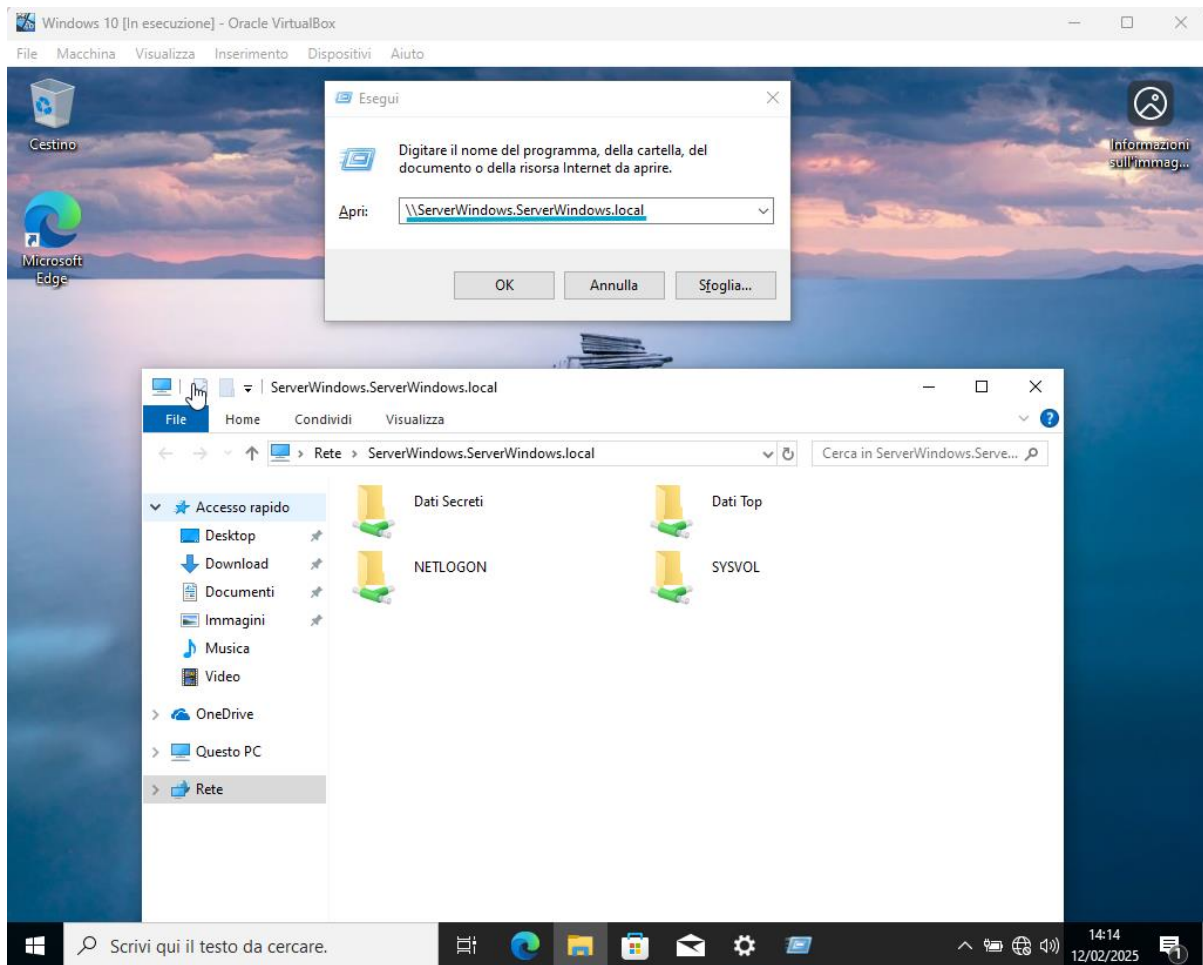 Windows 10 [In esecuzione] - Oracle VirtualBox
File Macchina Visualizza Inserimento Dispositivi Aiuto
Cestino
Esegui
Informazioni
sull'immag...
Digitare il nome del programma, della cartella, del
documento o della risorsa Internet da aprire.
Apri: \\ServerWindows.ServerWindows.local
Microsoft
Edge
OK Annulla Sfoglia...
ServerWindows.ServerWindows.local
File Home Condividi Visualizza
Rete > ServerWindows.ServerWindows.local Cerca in ServerWindows.Serve...
Accesso rapido
Desktop
Download
Documenti
Immagini
Musica
Video
OneDrive
Questo PC
Rete
Dati Secreti Dati Top
NETLOGON SYSVOL
Scrivi qui il testo da cercare.
14:14
12/02/2025
1